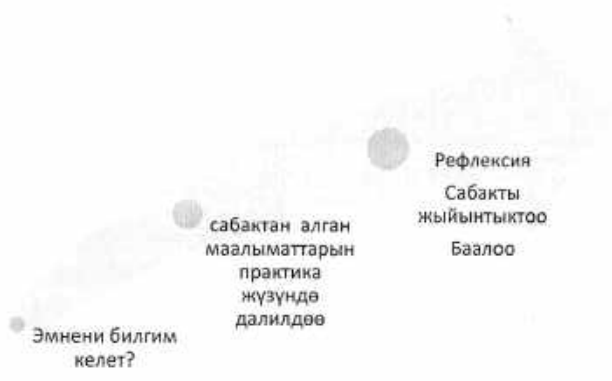 Эмнени билгим
келет?
сабактан алган
маалыматтарын
практика
жүзүндө
далилдөө
Рефлексия
Сабакты
жыйынтыктоо
Баалоо